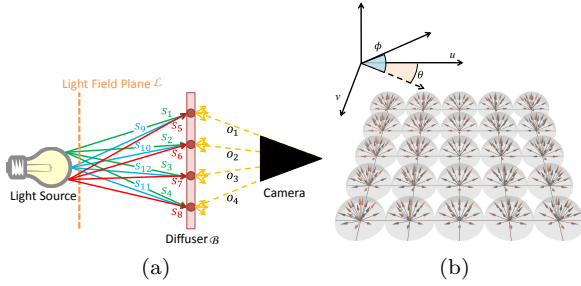 Light Field Plane ℒ
s₁
s₉
s₅
s₂
s₁₀
s₆
s₃
s₁₂
s₇
s₄
s₁₁
s₈
o₁
o₂
o₃
o₄
Light Source
Camera
Diffuser ℬ
(a)
ϕ
u
θ
v
(b)